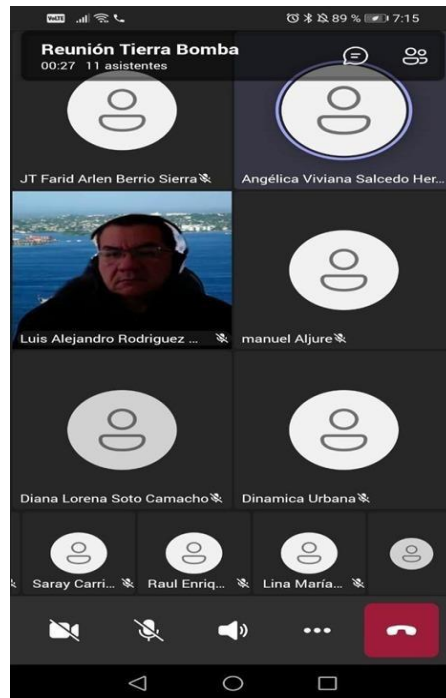 VoLTE 89 % 7:15
Reunión Tierra Bomba
00:27 11 asistentes
JT Farid Arlen Berrio Sierra
Angélica Viviana Salcedo Her...
Luis Alejandro Rodriguez ...
manuel Aljure
Diana Lorena Soto Camacho
Dinamica Urbana
Saray Carri...
Raul Enriq...
Lina María...